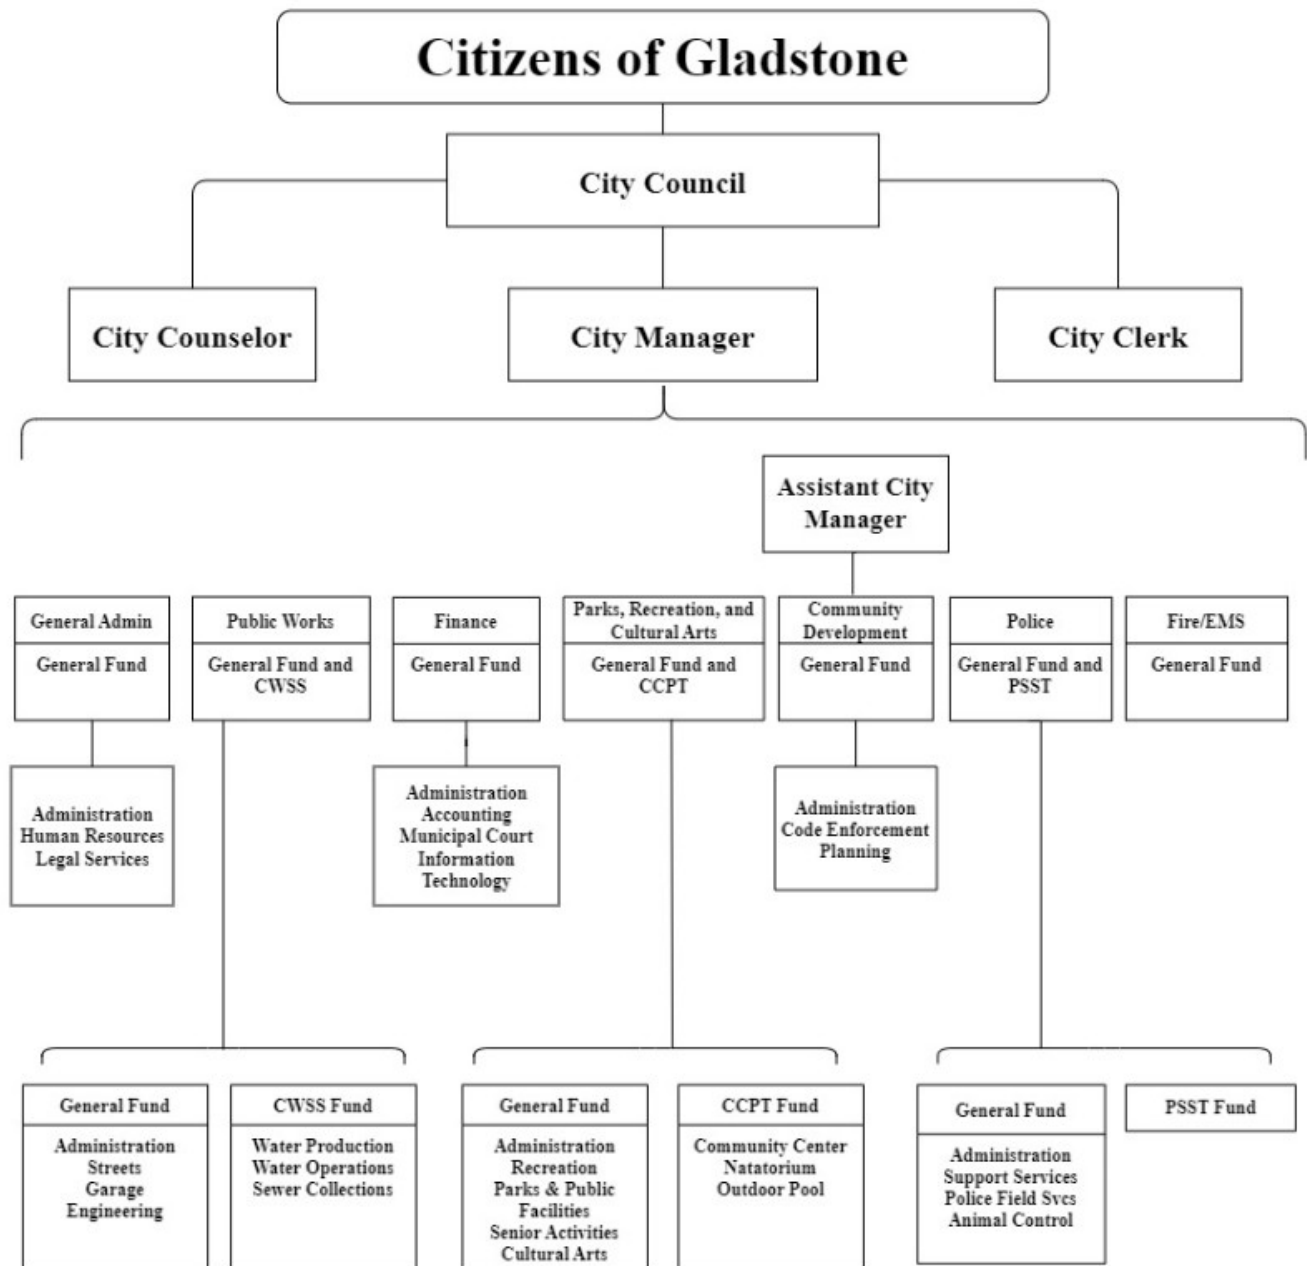 Citizens of Gladstone
City Council
City Counselor
City Manager
City Clerk
Assistant City
Manager
General Admin
General Fund
Public Works
General Fund and
CWSS
Finance
General Fund
Parks, Recreation, and
Cultural Arts
General Fund and
CCPT
Community
Development
General Fund
Police
General Fund and
PSST
Fire/EMS
General Fund
Administration
Human Resources
Legal Services
Administration
Accounting
Municipal Court
Information
Technology
Administration
Code Enforcement
Planning
General Fund
Administration
Streets
Garage
Engineering
CWSS Fund
Water Production
Water Operations
Sewer Collections
General Fund
Administration
Recreation
Parks & Public
Facilities
Senior Activities
Cultural Arts
CCPT Fund
Community Center
Natatorium
Outdoor Pool
General Fund
Administration
Support Services
Police Field Svcs
Animal Control
PSST Fund